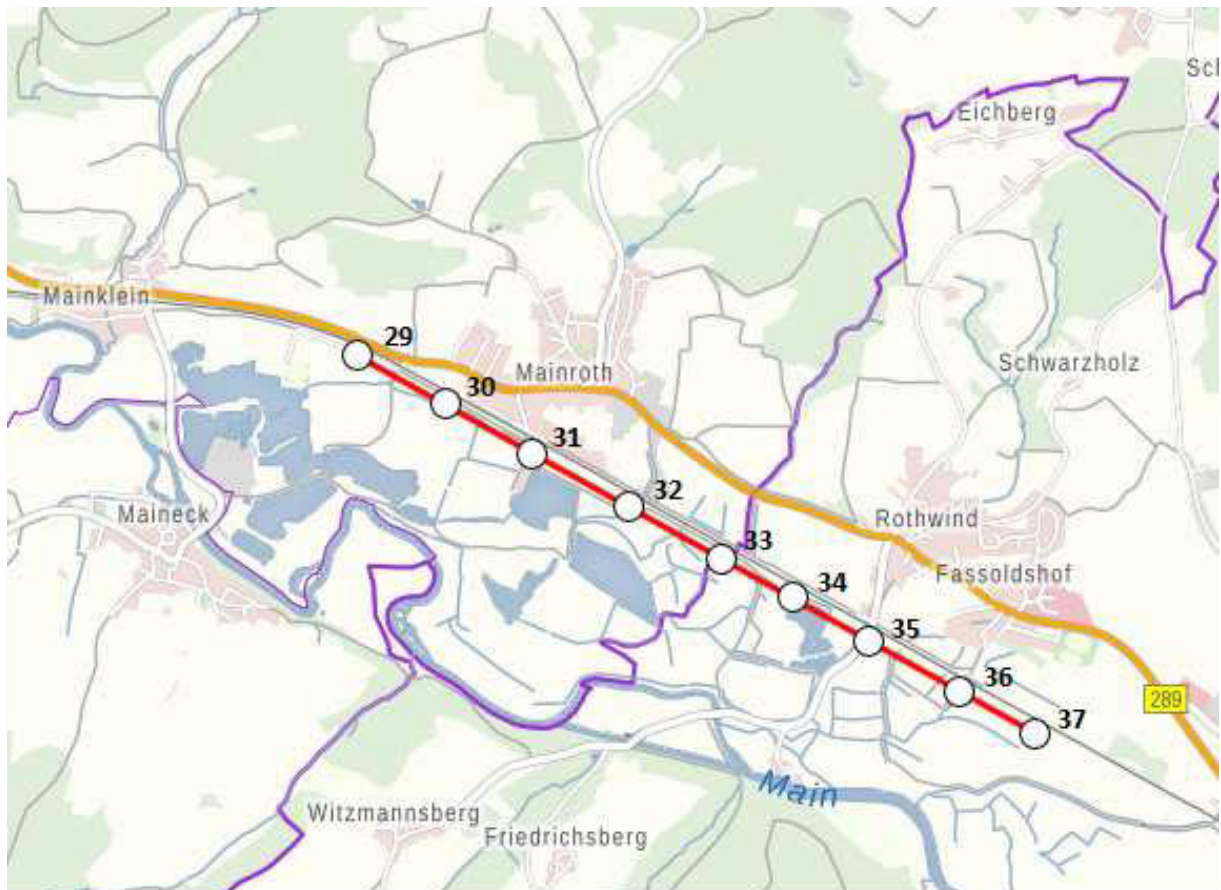 Sch
Eichberg
Mainklein
29
Schwarzholz
Mainroth
30
31
32
Maineck
Rothwind
33
Fassoldshof
34
35
36
289
37
Main
Witzmannsberg
Friedrichsberg